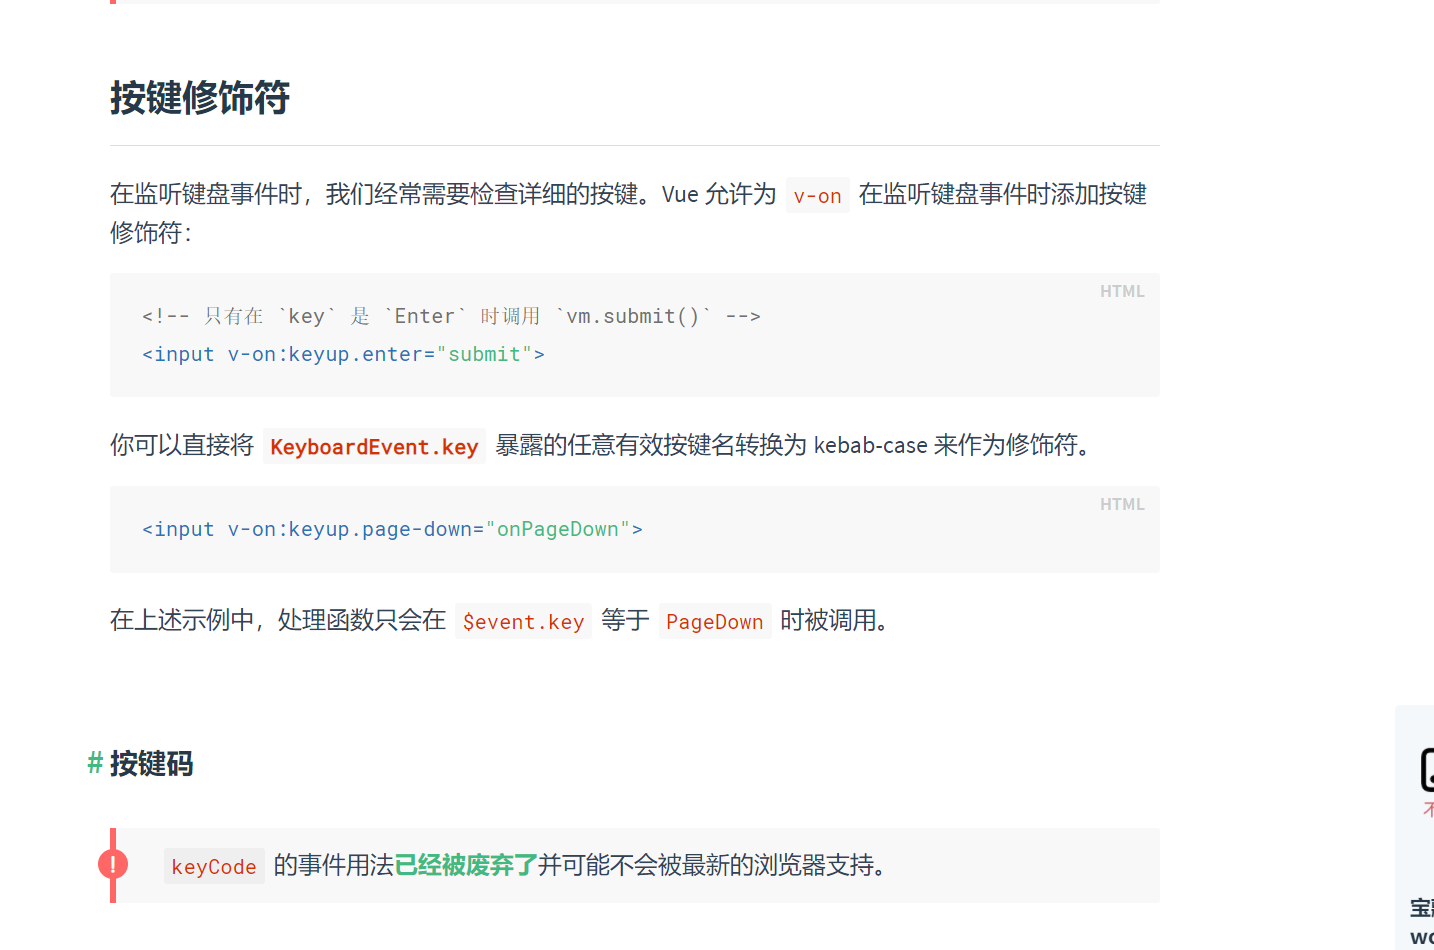 按键修饰符
在监听键盘事件时，我们经常需要检查详细的按键。Vue 允许为 v-on 在监听键盘事件时添加按键
修饰符：
HTML
<!-- 只有在 `key` 是 `Enter` 时调用 `vm.submit()` -->
<input v-on:keyup.enter="submit">
你可以直接将 KeyboardEvent.key 暴露的任意有效按键名转换为 kebab-case 来作为修饰符。
HTML
<input v-on:keyup.page-down="onPageDown">
在上述示例中，处理函数只会在 $event.key 等于 PageDown 时被调用。
# 按键码
! keyCode 的事件用法已经被废弃了并可能不会被最新的浏览器支持。